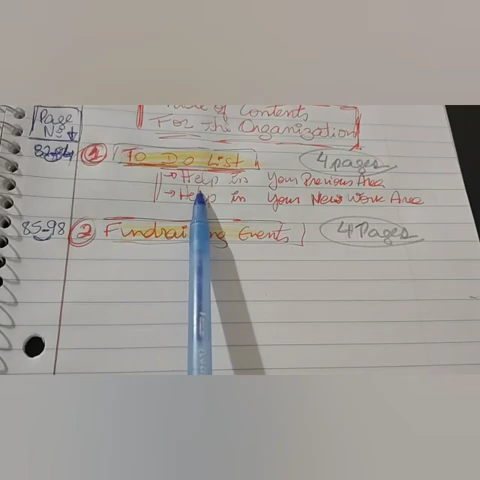 Table of Contents
For the Organization
Page
Nº
82-84 1 To Do List 4 pages
→ Help in Your Previous Area
→ Help in Your New Work Area
85-98 2 Fundraising Events 4 Pages